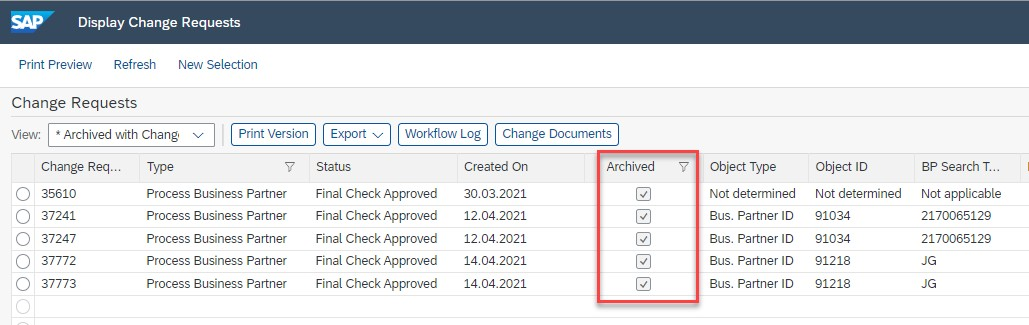 SAP Display Change Requests
Print Preview Refresh New Selection
Change Requests
View: * Archived with Chang Print Version Export Workflow Log Change Documents
Change Req... Type Status Created On Archived Object Type Object ID BP Search T...
35610 Process Business Partner Final Check Approved 30.03.2021 Not determined Not determined Not applicable
37241 Process Business Partner Final Check Approved 12.04.2021 Bus. Partner ID 91034 2170065129
37247 Process Business Partner Final Check Approved 12.04.2021 Bus. Partner ID 91034 2170065129
37772 Process Business Partner Final Check Approved 14.04.2021 Bus. Partner ID 91218 JG
37773 Process Business Partner Final Check Approved 14.04.2021 Bus. Partner ID 91218 JG